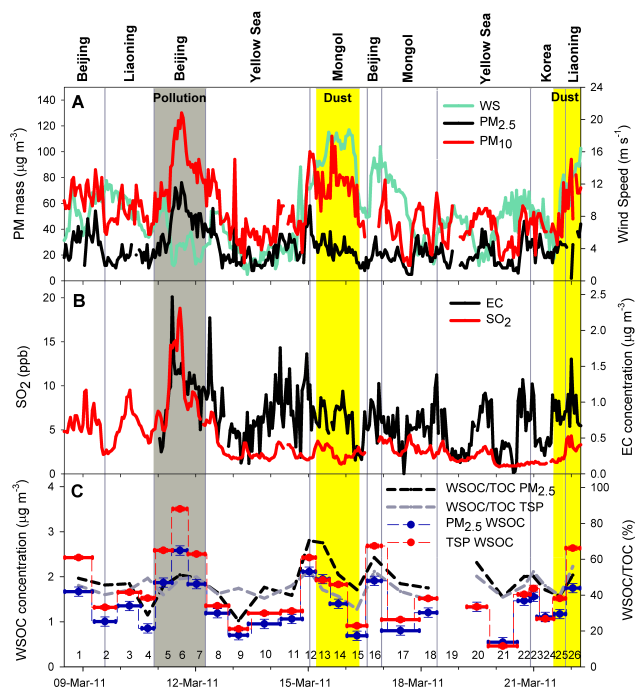 Beijing Liaoning Beijing Yellow Sea Mongol Beijing Mongol Yellow Sea Korea Liaoning
A Pollution Dust Dust
WS
PM2.5
PM10
PM mass (µg m-3)
140
120
100
80
60
40
20
0
Wind Speed (m s-1)
24
20
16
12
8
4
0
B
EC
SO2
SO2 (ppb)
20
15
10
5
0
EC concentration (µg m-3)
2.5
2.0
1.5
1.0
0.5
0.0
C
WSOC/TOC PM2.5
WSOC/TOC TSP
PM2.5 WSOC
TSP WSOC
WSOC concentration (µg m-3)
4
3
2
1
0
WSOC/TOC (%)
100
80
60
40
20
0
1 2 3 4 5 6 7 8 9 10 11 12 13 14 15 16 17 18 19 20 21 22 23 24 25 26
09-Mar-11 12-Mar-11 15-Mar-11 18-Mar-11 21-Mar-11